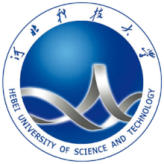 河北科技大学
HEBEI UNIVERSITY OF SCIENCE AND TECHNOLOGY